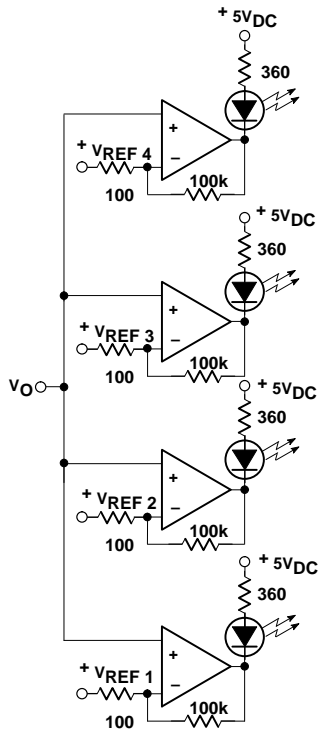 + 5VDC
360
+
+ VREF 4
−
100
100k
+ 5VDC
360
+
+ VREF 3
−
100
100k
VO
+ 5VDC
360
+
+ VREF 2
−
100
100k
+ 5VDC
360
+
+ VREF 1
−
100
100k